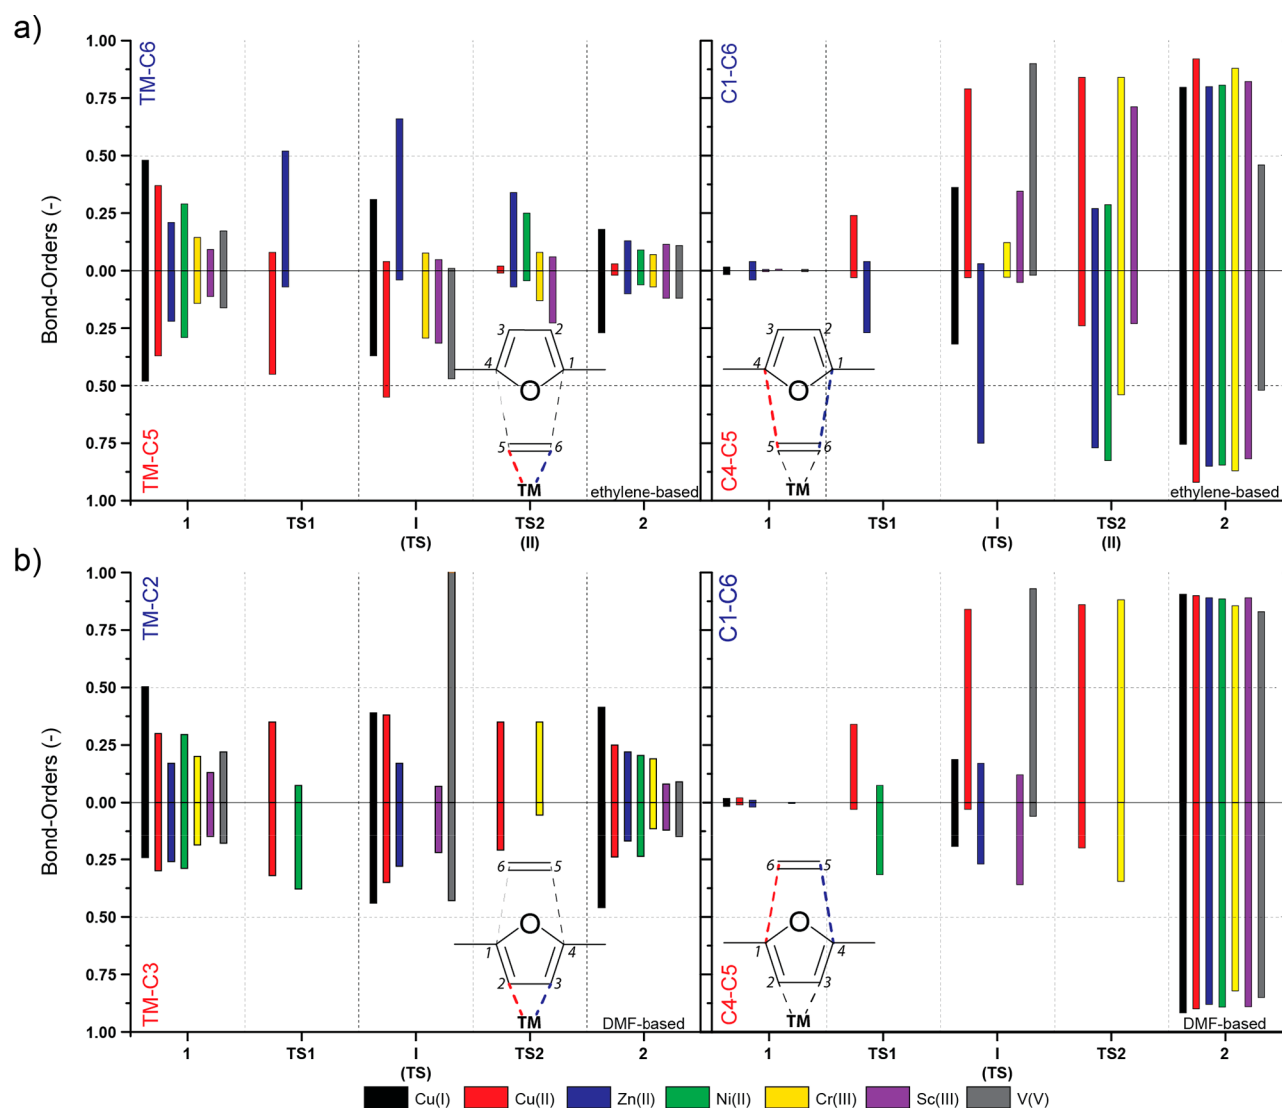 a)
1.00
0.75
0.50
0.25
0.00
0.25
0.50
0.75
1.00
Bond-Orders (-)
TM-C6
TM-C5
3
2
4
1
O
5
6
TM
ethylene-based
1
TS1
I
(TS)
TS2
(II)
2
C1-C6
C4-C5
3
2
4
1
O
5
6
TM
ethylene-based
1
TS1
I
(TS)
TS2
(II)
2
b)
1.00
0.75
0.50
0.25
0.00
0.25
0.50
0.75
1.00
Bond-Orders (-)
TM-C2
TM-C3
6
5
O
1
4
2
3
TM
DMF-based
1
TS1
I
(TS)
TS2
2
C1-C6
C4-C5
6
5
O
1
4
2
3
TM
DMF-based
1
TS1
I
(TS)
TS2
2
Cu(I)
Cu(II)
Zn(II)
Ni(II)
Cr(III)
Sc(III)
V(V)